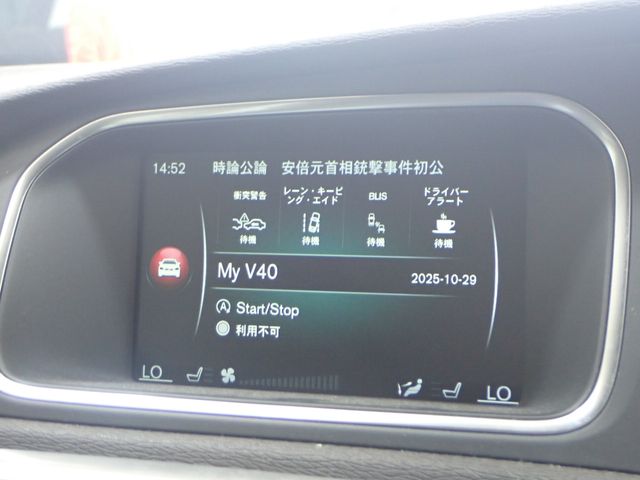 14:52 時論公論 安倍元首相銃撃事件初公
衝突警告
待機
レーン・キーピ
ング・エイド
待機
BLIS
待機
ドライバー
アラート
待機
My V40 2025-10-29
Start/Stop
利用不可
LO LO